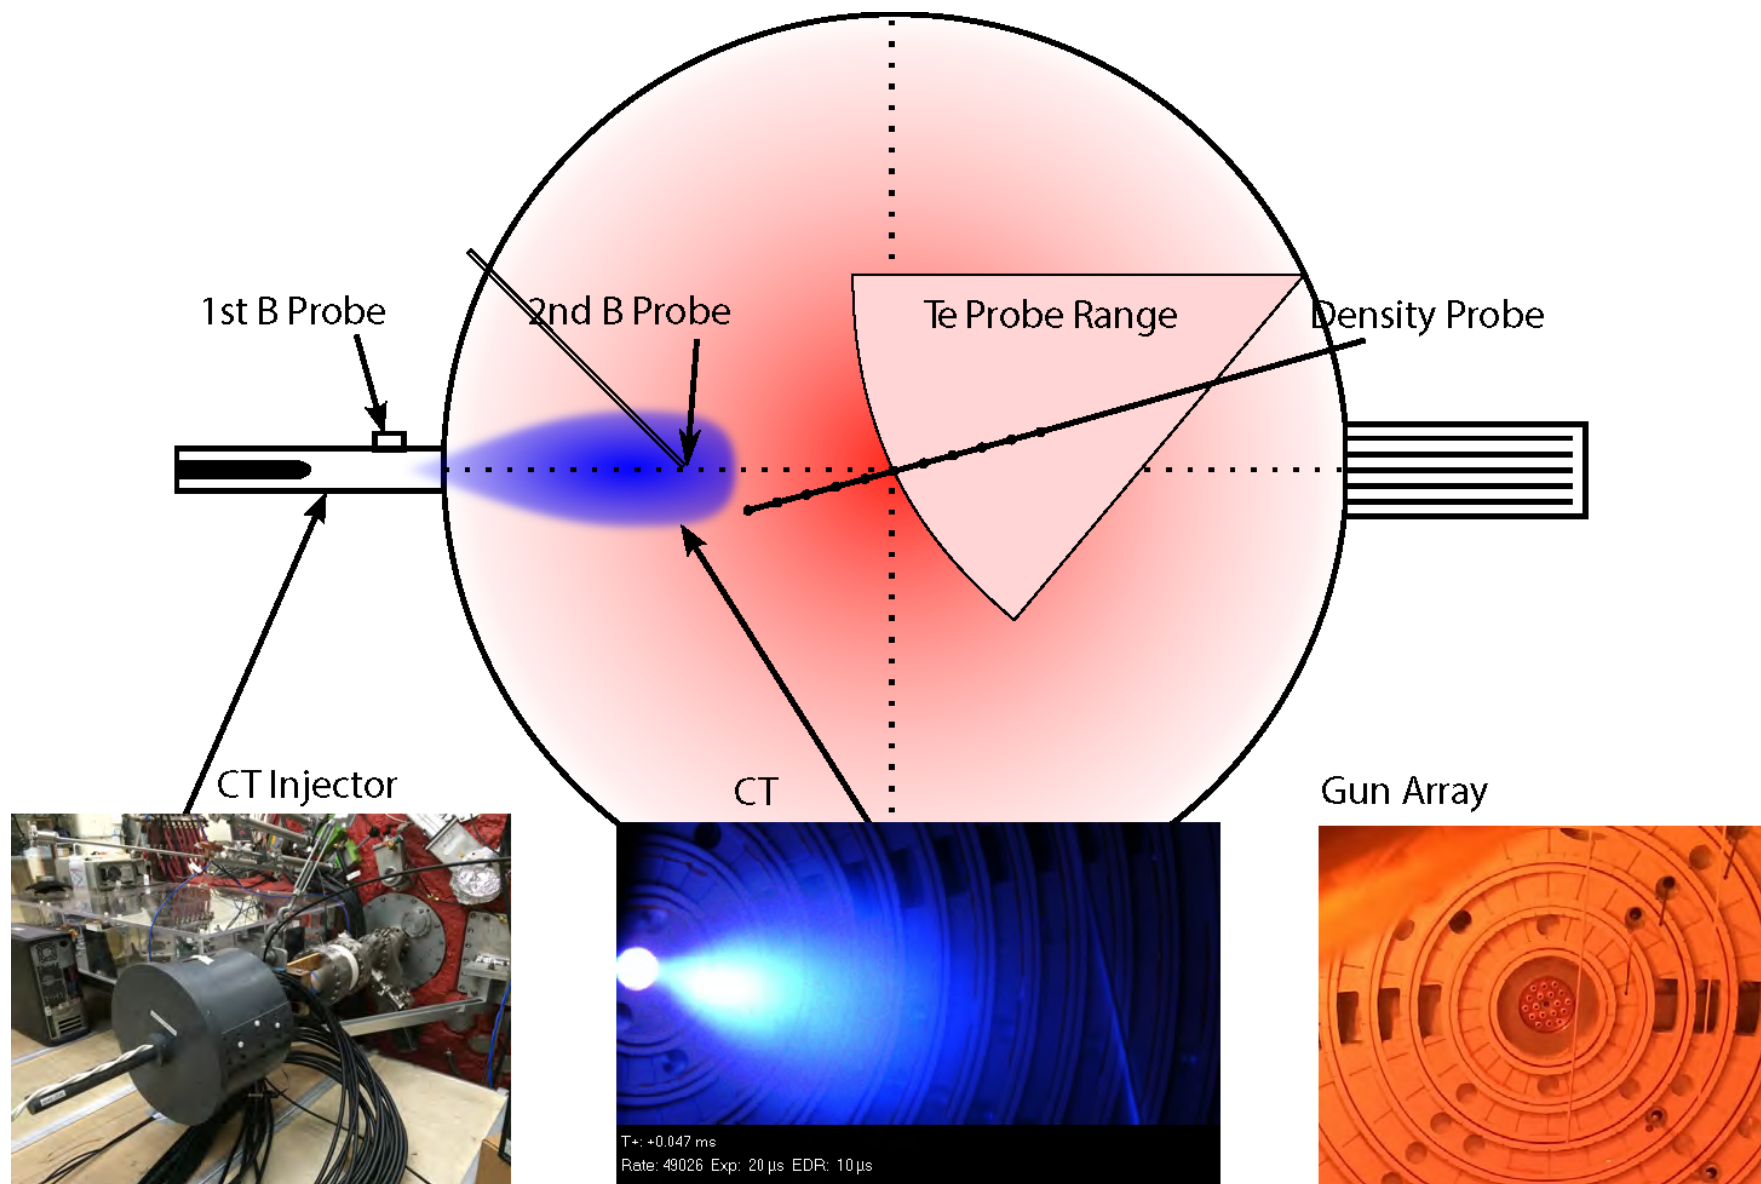 1st B Probe
2nd B Probe
Te Probe Range
Density Probe
CT Injector
CT
Gun Array
T+: +0.047 ms
Rate: 49026 Exp: 20 µs EDR: 10 µs